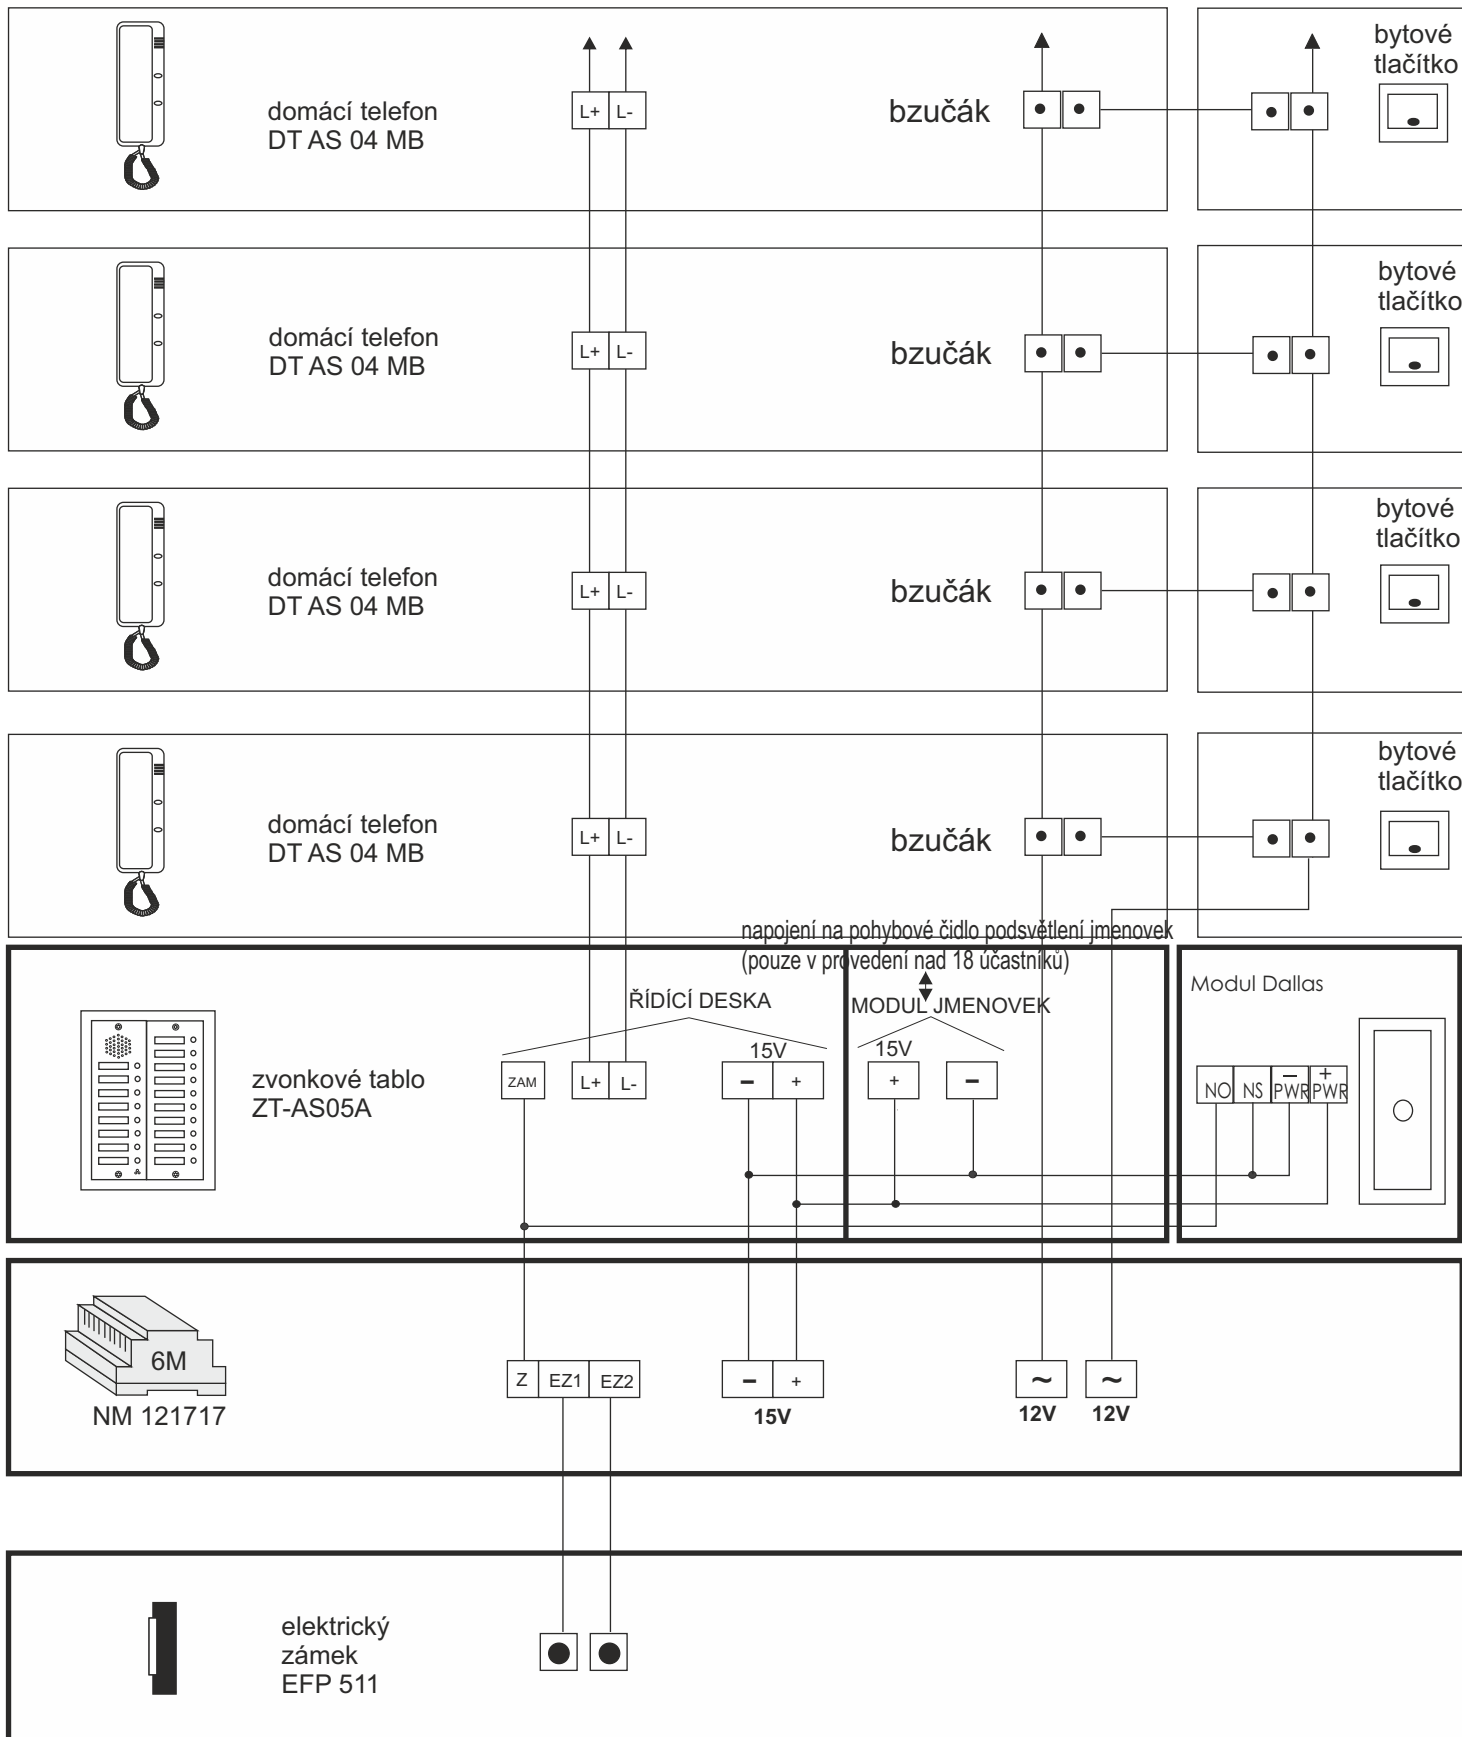 bytové
tlačítko
domácí telefon
DT AS 04 MB
L+ L-
bzučák
bytové
tlačítko
domácí telefon
DT AS 04 MB
L+ L-
bzučák
bytové
tlačítko
domácí telefon
DT AS 04 MB
L+ L-
bzučák
bytové
tlačítko
domácí telefon
DT AS 04 MB
L+ L-
bzučák
napojení na pohybové čidlo podsvětlení jmenovek
(pouze v provedení nad 18 účastníků)
ŘÍDÍCÍ DESKA
MODUL JMENOVEK
Modul Dallas
15V
15V
zvonkové tablo
ZT-AS05A
ZAM
L+ L-
− +
+ −
NO NS − PWR + PWR
6M
NM 121717
Z EZ1 EZ2
− +
15V
~ ~
12V 12V
elektrický
zámek
EFP 511